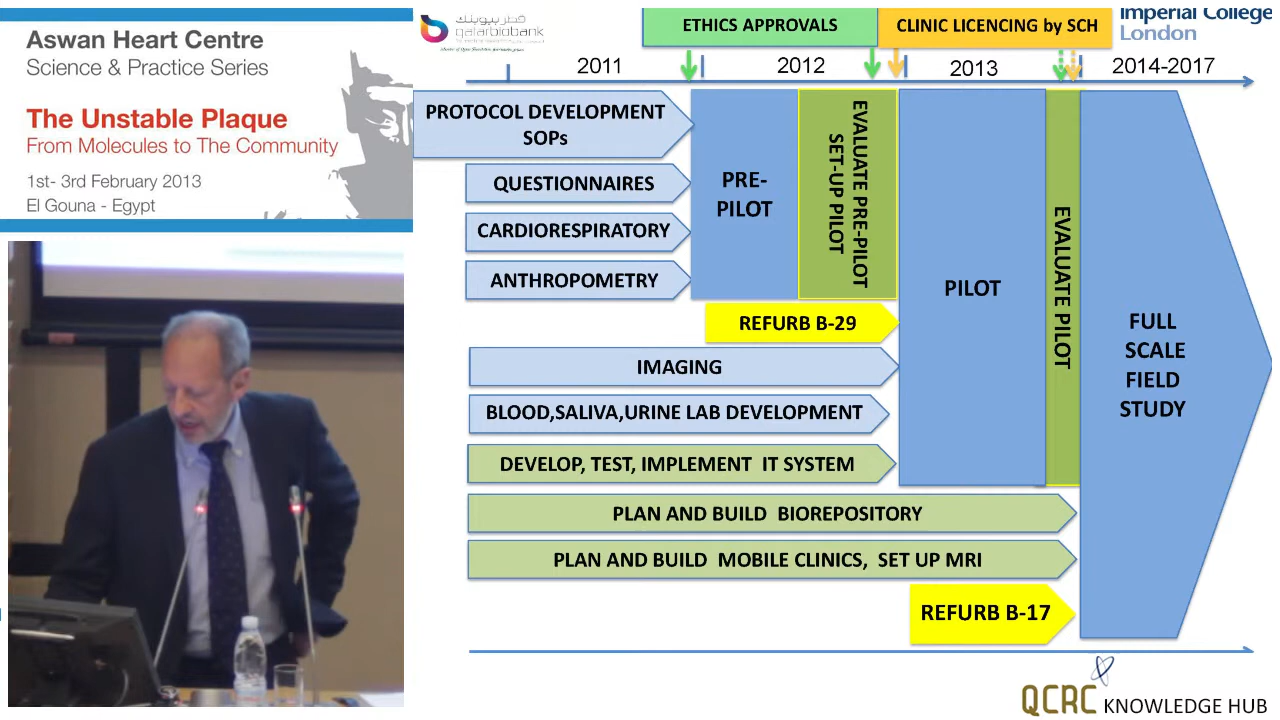 Aswan Heart Centre
Science & Practice Series
The Unstable Plaque
From Molecules to The Community
1st- 3rd February 2013
El Gouna - Egypt
قطر بيوبنك
qatarbiobank
ETHICS APPROVALS
CLINIC LICENCING by SCH
Imperial College
London
2011
2012
2013
2014-2017
PROTOCOL DEVELOPMENT
SOPs
QUESTIONNAIRES
CARDIORESPIRATORY
ANTHROPOMETRY
PRE-
PILOT
EVALUATE PRE-PILOT
SET-UP PILOT
REFURB B-29
IMAGING
BLOOD,SALIVA,URINE LAB DEVELOPMENT
DEVELOP, TEST, IMPLEMENT IT SYSTEM
PLAN AND BUILD BIOREPOSITORY
PLAN AND BUILD MOBILE CLINICS, SET UP MRI
REFURB B-17
PILOT
EVALUATE PILOT
FULL
SCALE
FIELD
STUDY
QCRC KNOWLEDGE HUB